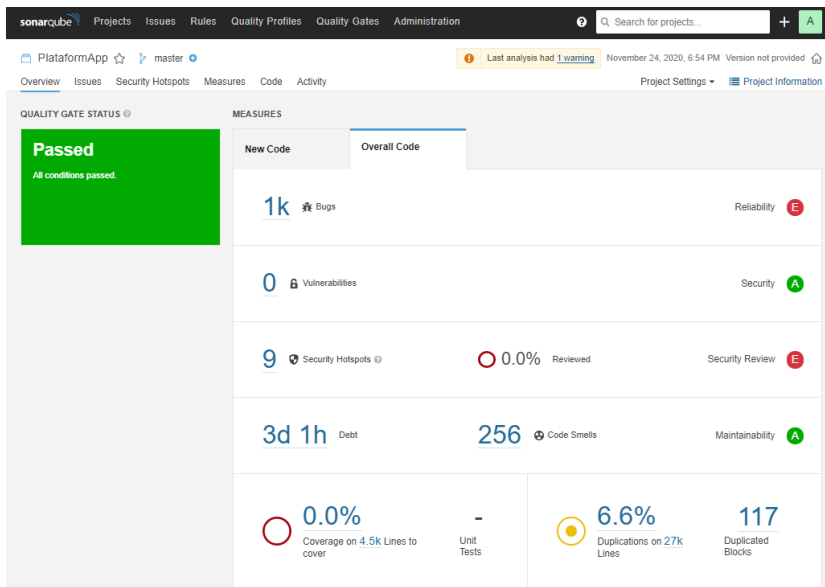 sonarqube Projects Issues Rules Quality Profiles Quality Gates Administration ? Search for projects... + A
PlataformApp master Last analysis had 1 warning November 24, 2020, 6:54 PM Version not provided
Overview Issues Security Hotspots Measures Code Activity Project Settings Project Information
QUALITY GATE STATUS ? MEASURES
Passed
All conditions passed.
New Code Overall Code
1k Bugs Reliability E
0 Vulnerabilities Security A
9 Security Hotspots ? 0.0% Reviewed Security Review E
3d 1h Debt 256 Code Smells Maintainability A
0.0%
Coverage on 4.5k Lines to
cover
-
Unit
Tests
6.6%
Duplications on 27k
Lines
117
Duplicated
Blocks